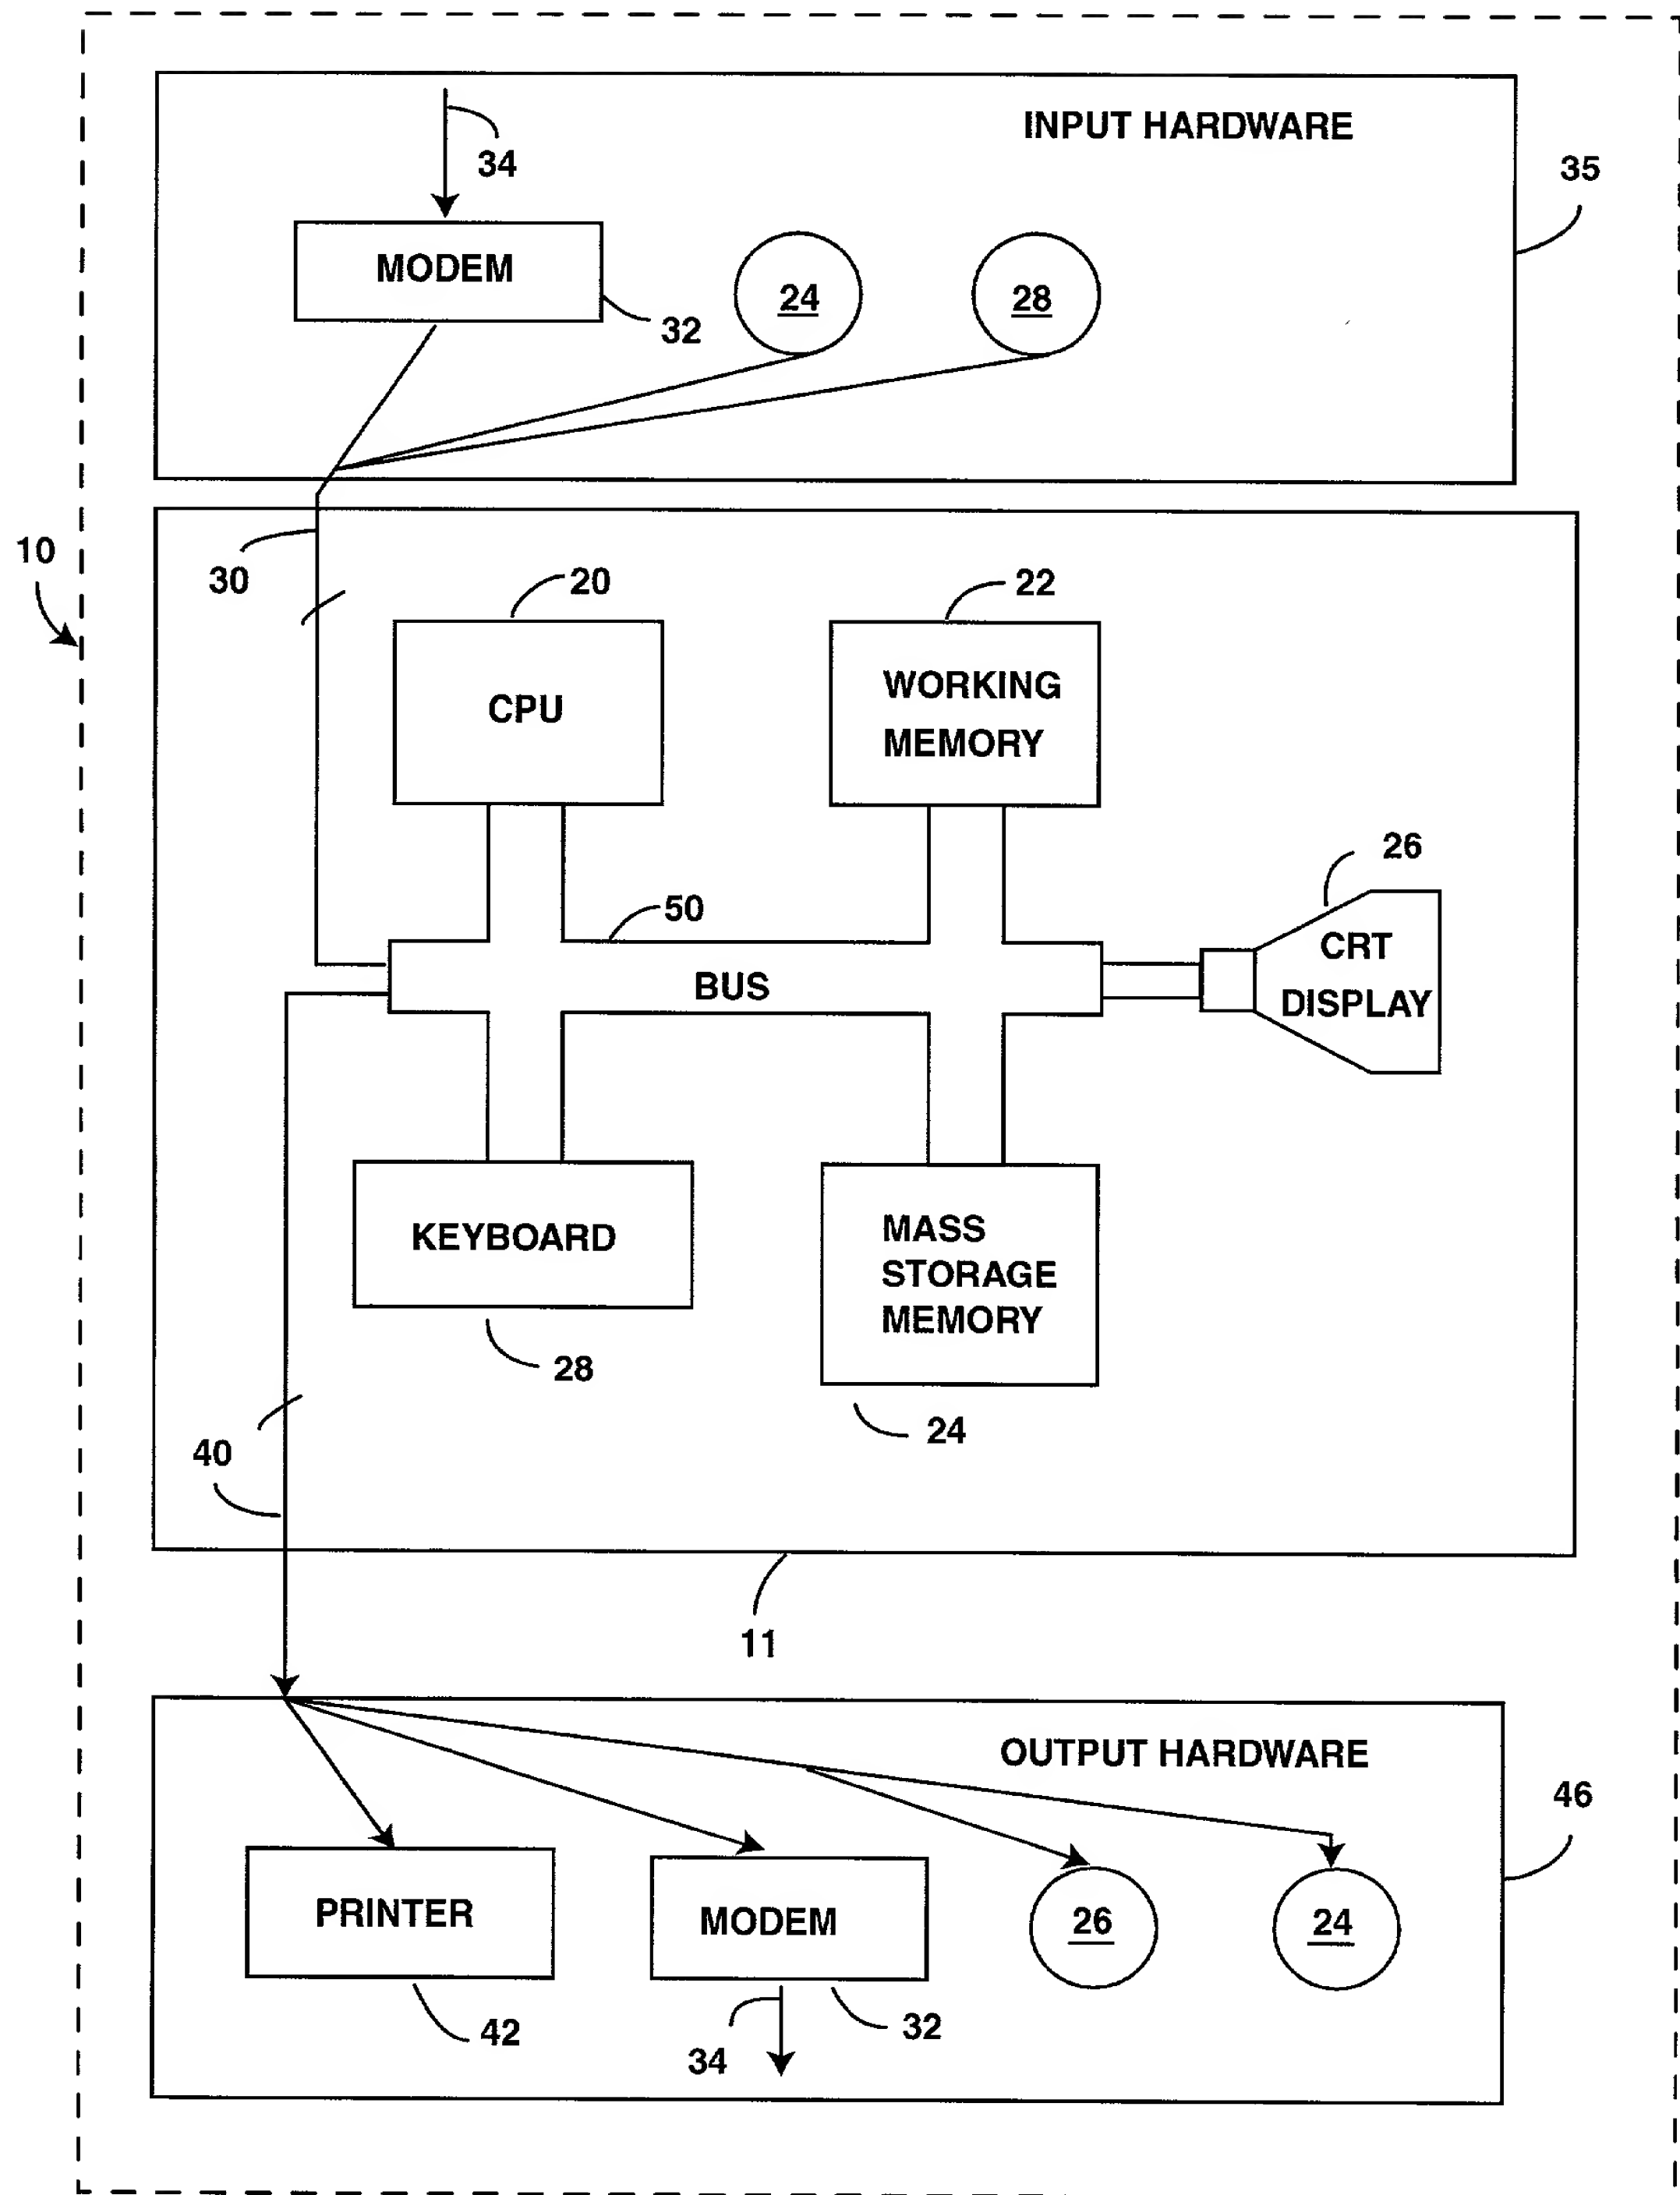 INPUT HARDWARE
34
35
MODEM
32
24
28
10
30
20
22
CPU
WORKING
MEMORY
26
50
CRT
DISPLAY
BUS
KEYBOARD
MASS
STORAGE
MEMORY
28
24
40
11
OUTPUT HARDWARE
46
PRINTER
MODEM
26
24
42
32
34